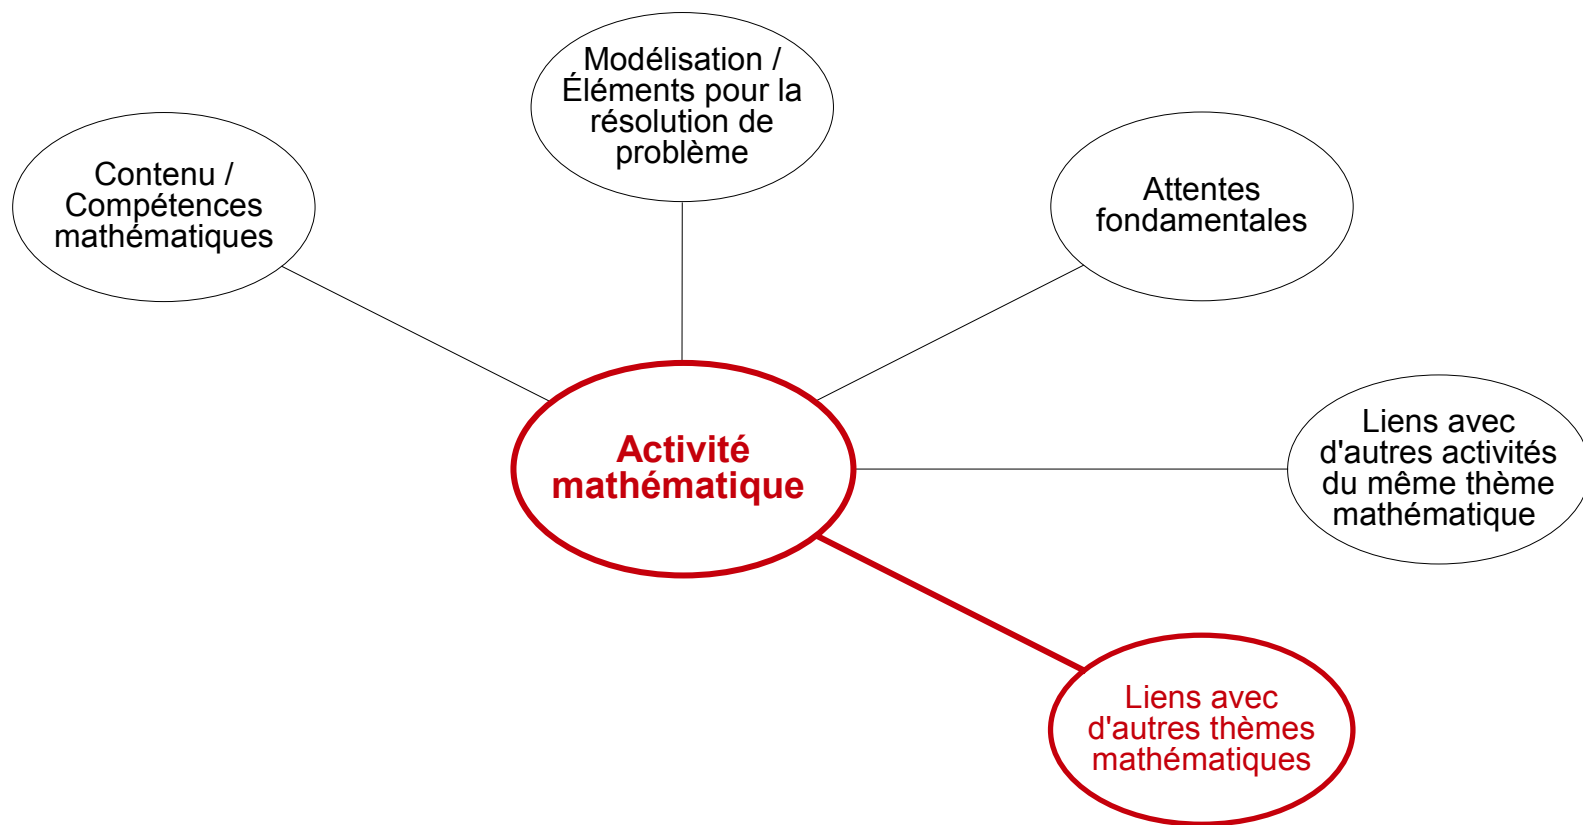 Modélisation /
Éléments pour la
résolution de
problème
Contenu /
Compétences
mathématiques
Attentes
fondamentales
Activité
mathématique
Liens avec
d'autres activités
du même thème
mathématique
Liens avec
d'autres thèmes
mathématiques